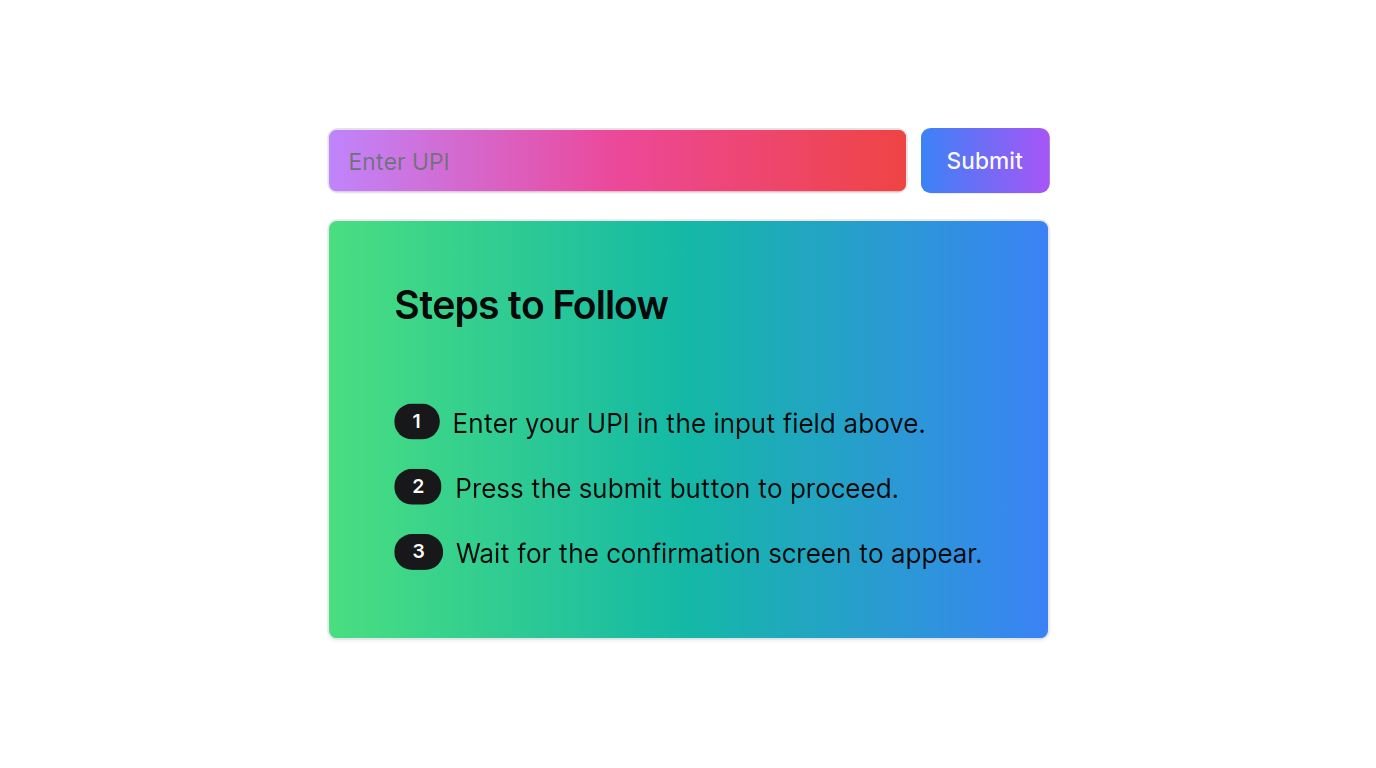 Enter UPI
Submit
Steps to Follow
1 Enter your UPI in the input field above.
2 Press the submit button to proceed.
3 Wait for the confirmation screen to appear.